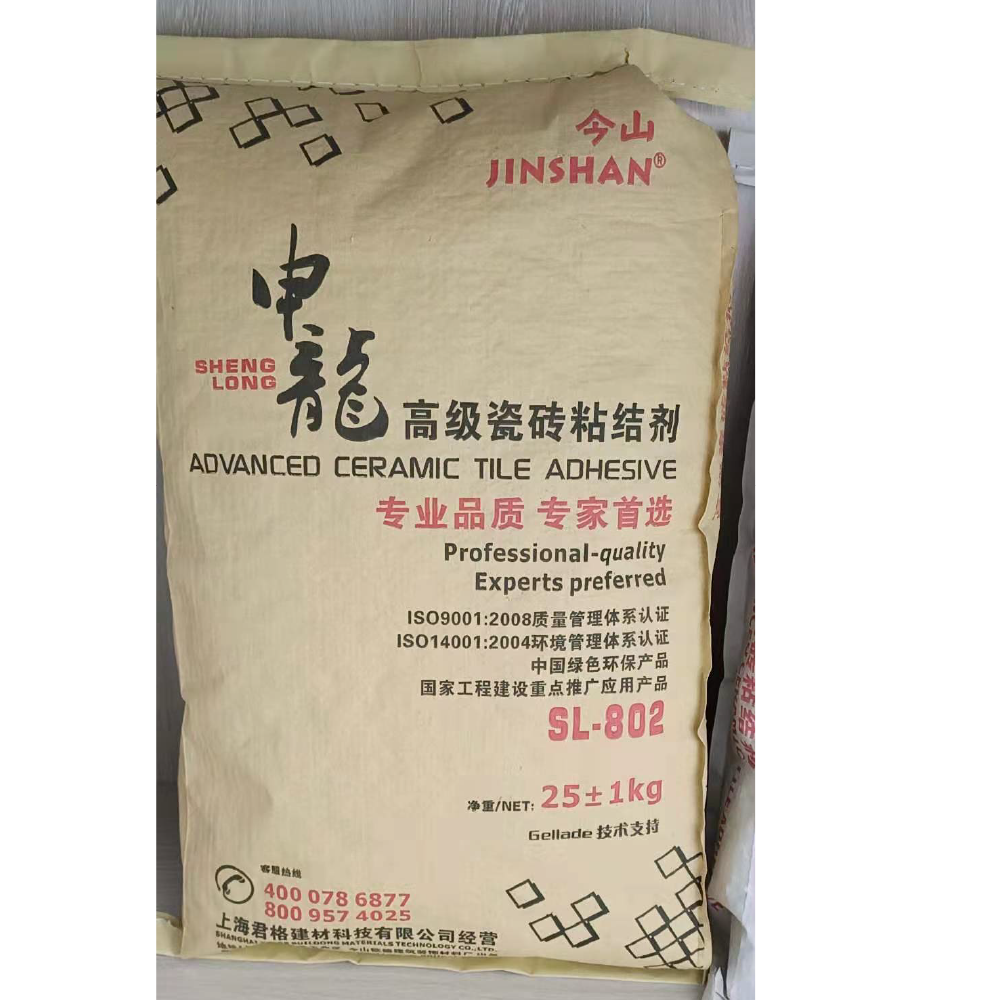 今山
JINSHAN®
申龍
SHENG
LONG
高级瓷砖粘结剂
ADVANCED CERAMIC TILE ADHESIVE
专业品质 专家首选
Professional-quality
Experts preferred
ISO9001:2008质量管理体系认证
ISO14001:2004环境管理体系认证
中国绿色环保产品
国家工程建设重点推广应用产品
SL-802
净重/NET: 25±1kg
Gellade 技术支持
客服热线
400 078 6877
800 957 4025
上海君格建材科技有限公司经营
MATERIALS TECHNOLOGY CO.,LTD.
粘结